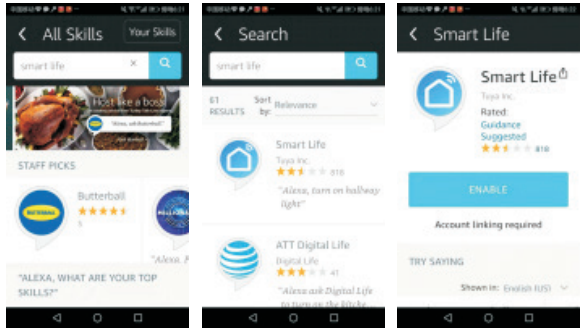 All Skills
Your Skills
smart life
Host like a boss!
STAFF PICKS
BUTTERBALL
Butterball
5
"ALEXA, WHAT ARE YOUR TOP
SKILLS?"
Search
smart life
61
RESULTS
Sort
by:
Relevance
Smart Life
Tuya Inc.
818
"Alexa, turn on hallway
light"
ATT Digital Life
Digital Life
41
"Alexa ask Digital Life
to turn on the kitche...
Smart Life
Smart Life
Tuya Inc.
Rated:
Guidance
Suggested
818
ENABLE
Account linking required
TRY SAYING
Shown in: English (US)